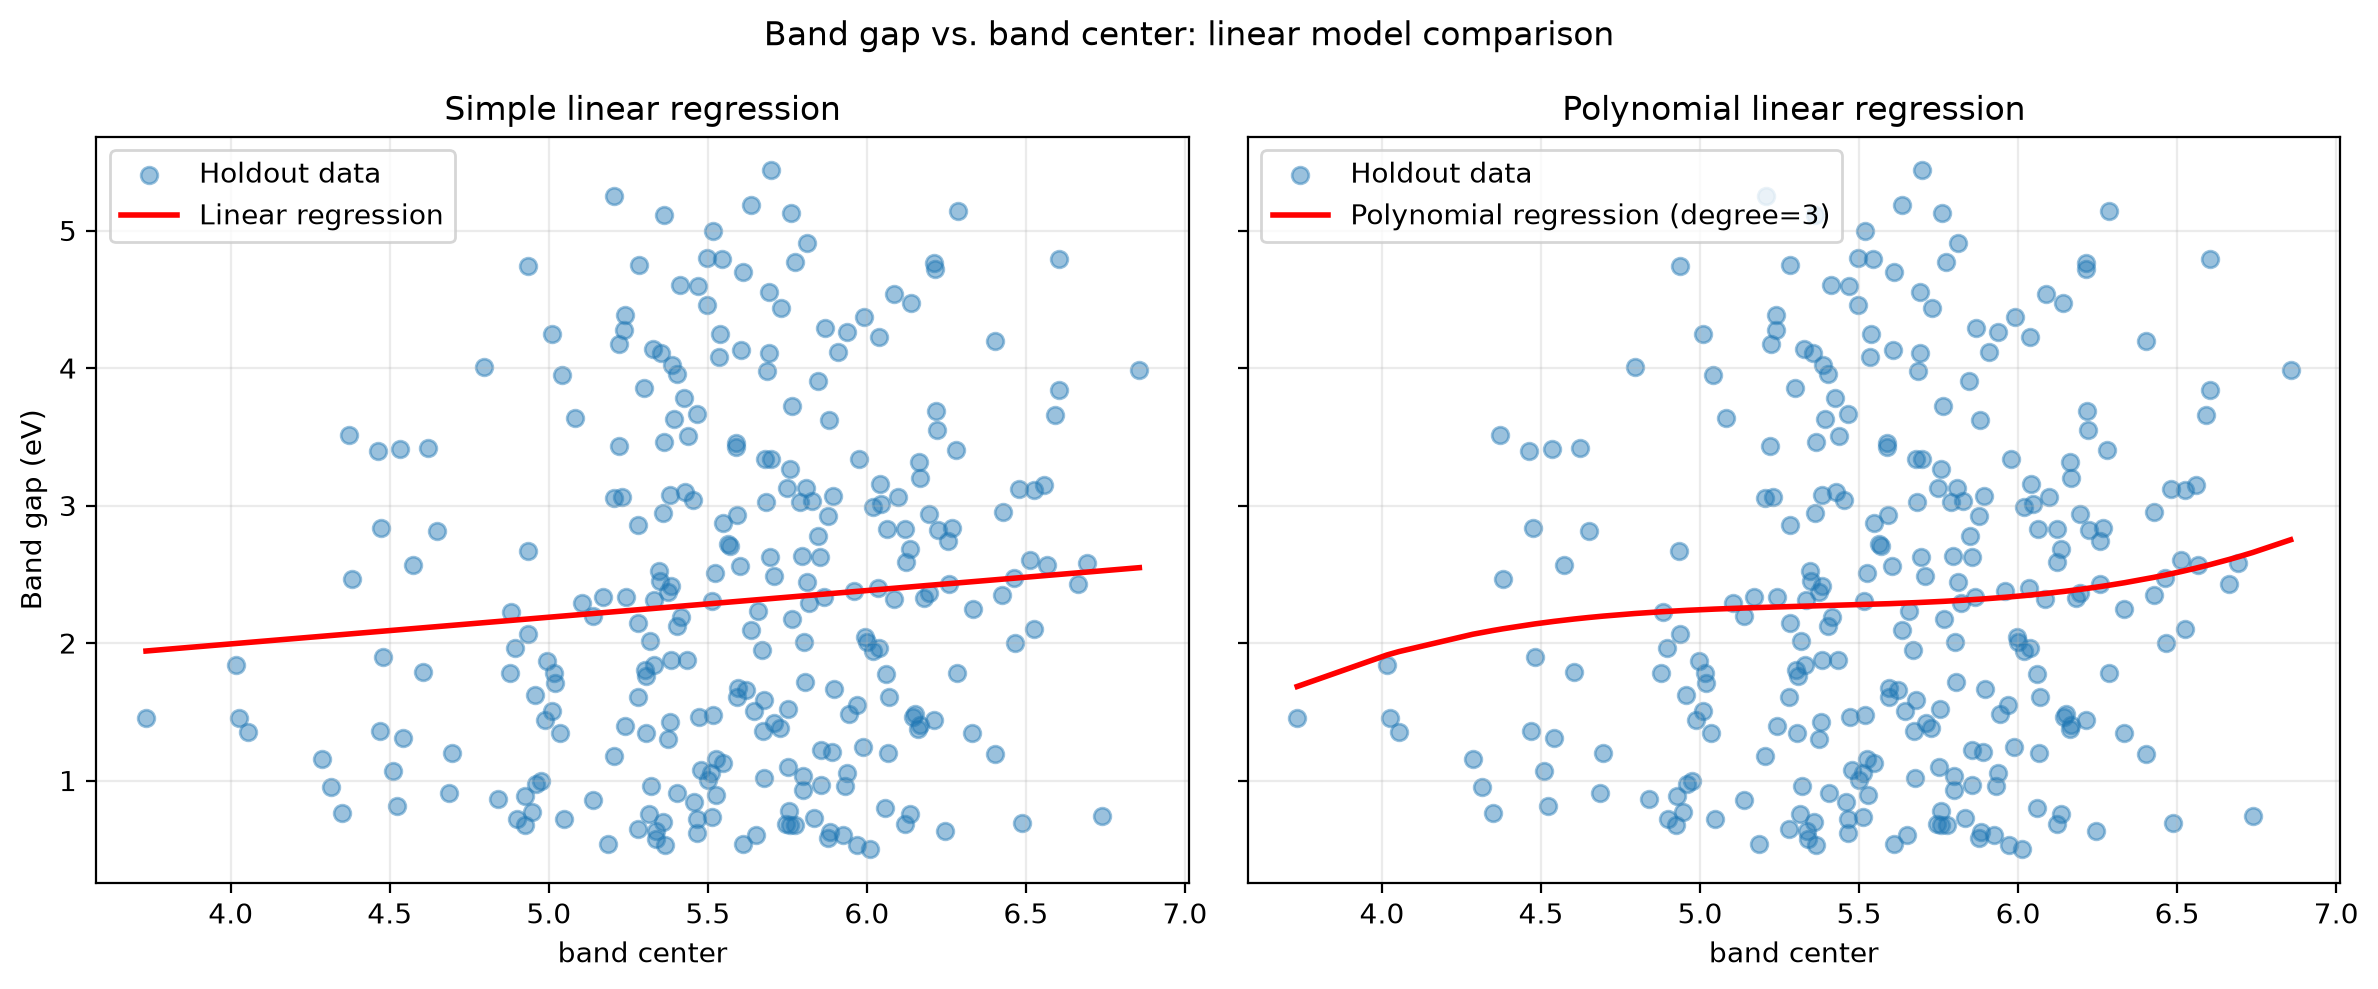 Band gap vs. band center: linear model comparison
Simple linear regression
Holdout data
Linear regression
Band gap (eV)
5
4
3
2
1
4.0 4.5 5.0 5.5 6.0 6.5 7.0
band center
Polynomial linear regression
Holdout data
Polynomial regression (degree=3)
4.0 4.5 5.0 5.5 6.0 6.5 7.0
band center